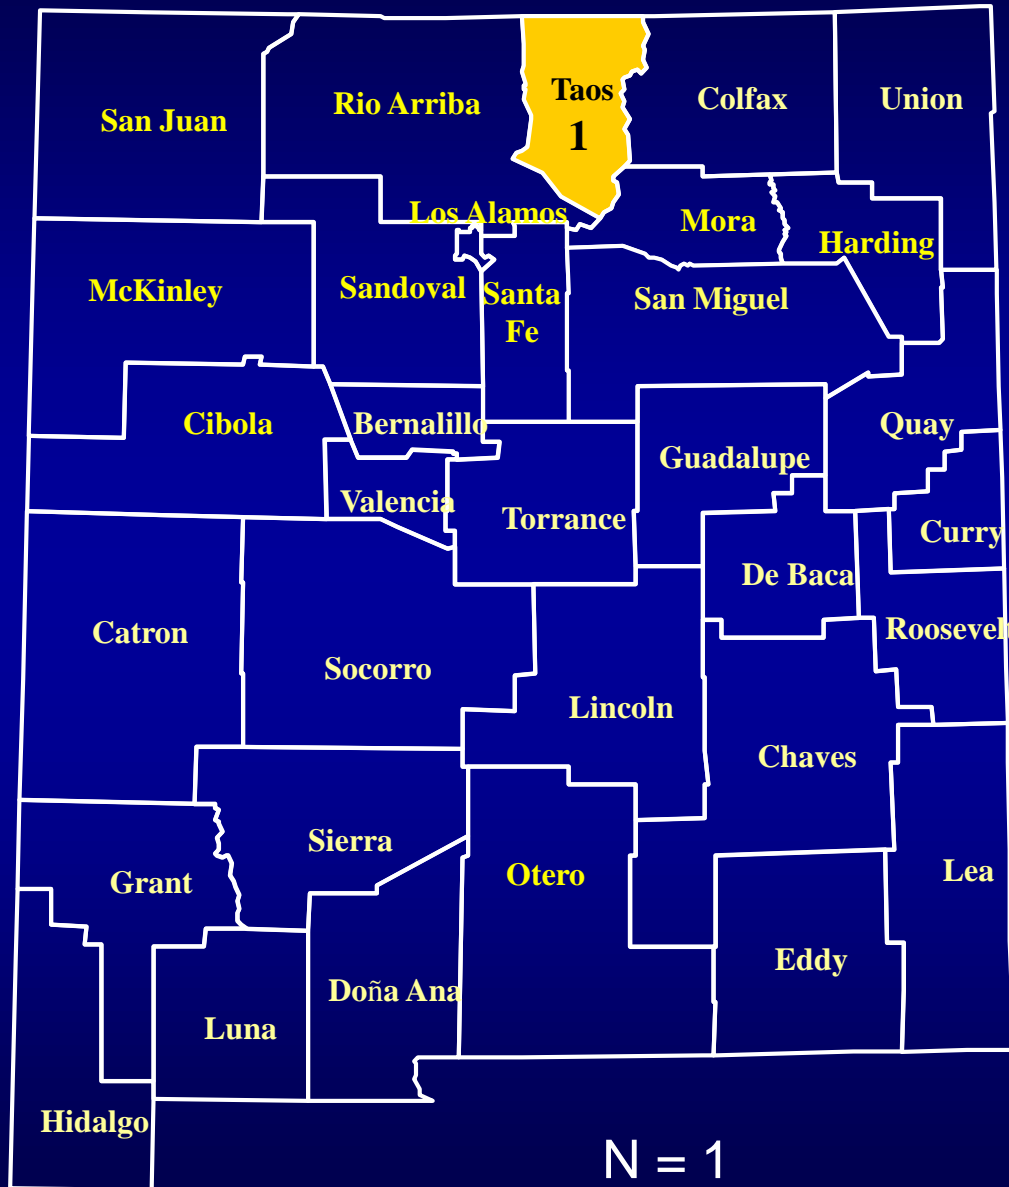 Taos
1
Colfax
Union
Rio Arriba
San Juan
Los Alamos
Mora
Harding
McKinley
Sandoval
Santa
Fe
San Miguel
Cibola
Bernalillo
Quay
Guadalupe
Valencia
Torrance
Curry
De Baca
Catron
Roosevelt
Socorro
Lincoln
Chaves
Sierra
Grant
Otero
Lea
Eddy
Doña Ana
Luna
Hidalgo
N = 1